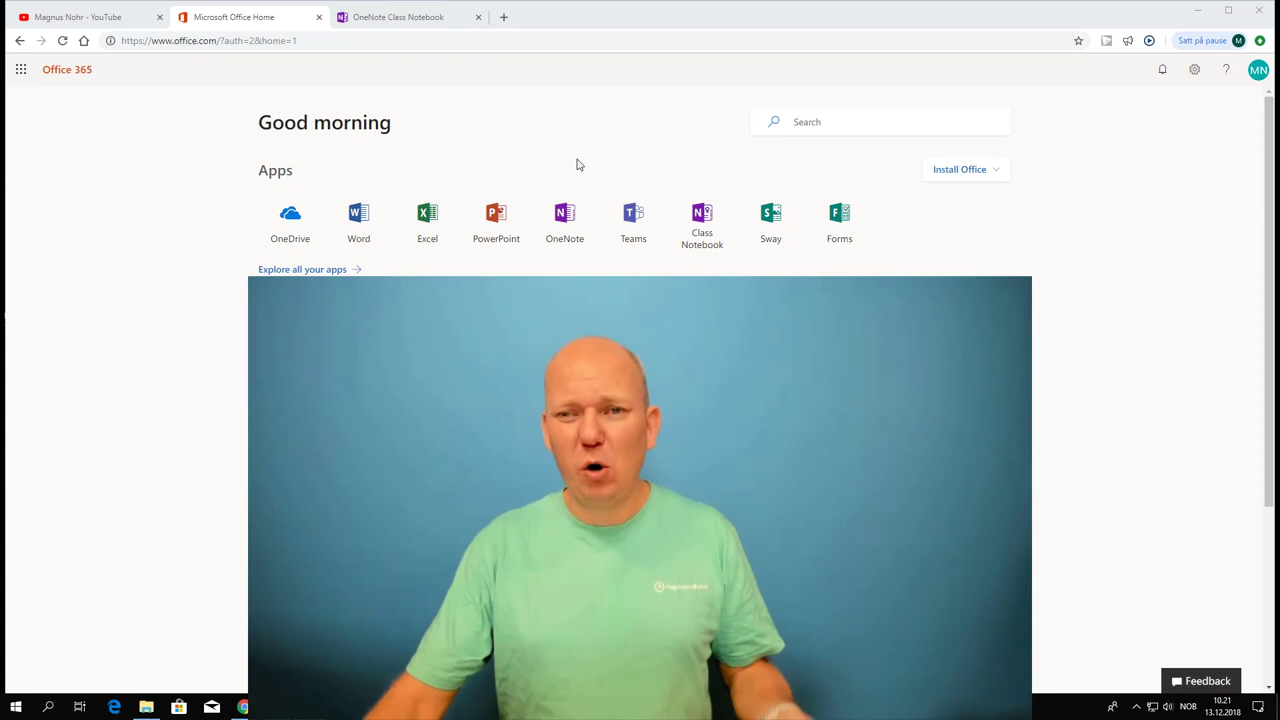 Magnus Nohr - YouTube
Microsoft Office Home
OneNote Class Notebook
https://www.office.com/?auth=2&home=1
Satt på pause
M
Office 365
MN
Good morning
Search
Apps
Install Office
OneDrive
Word
Excel
PowerPoint
OneNote
Teams
Class
Notebook
Sway
Forms
Explore all your apps
Feedback
NOB
10.21
13.12.2018